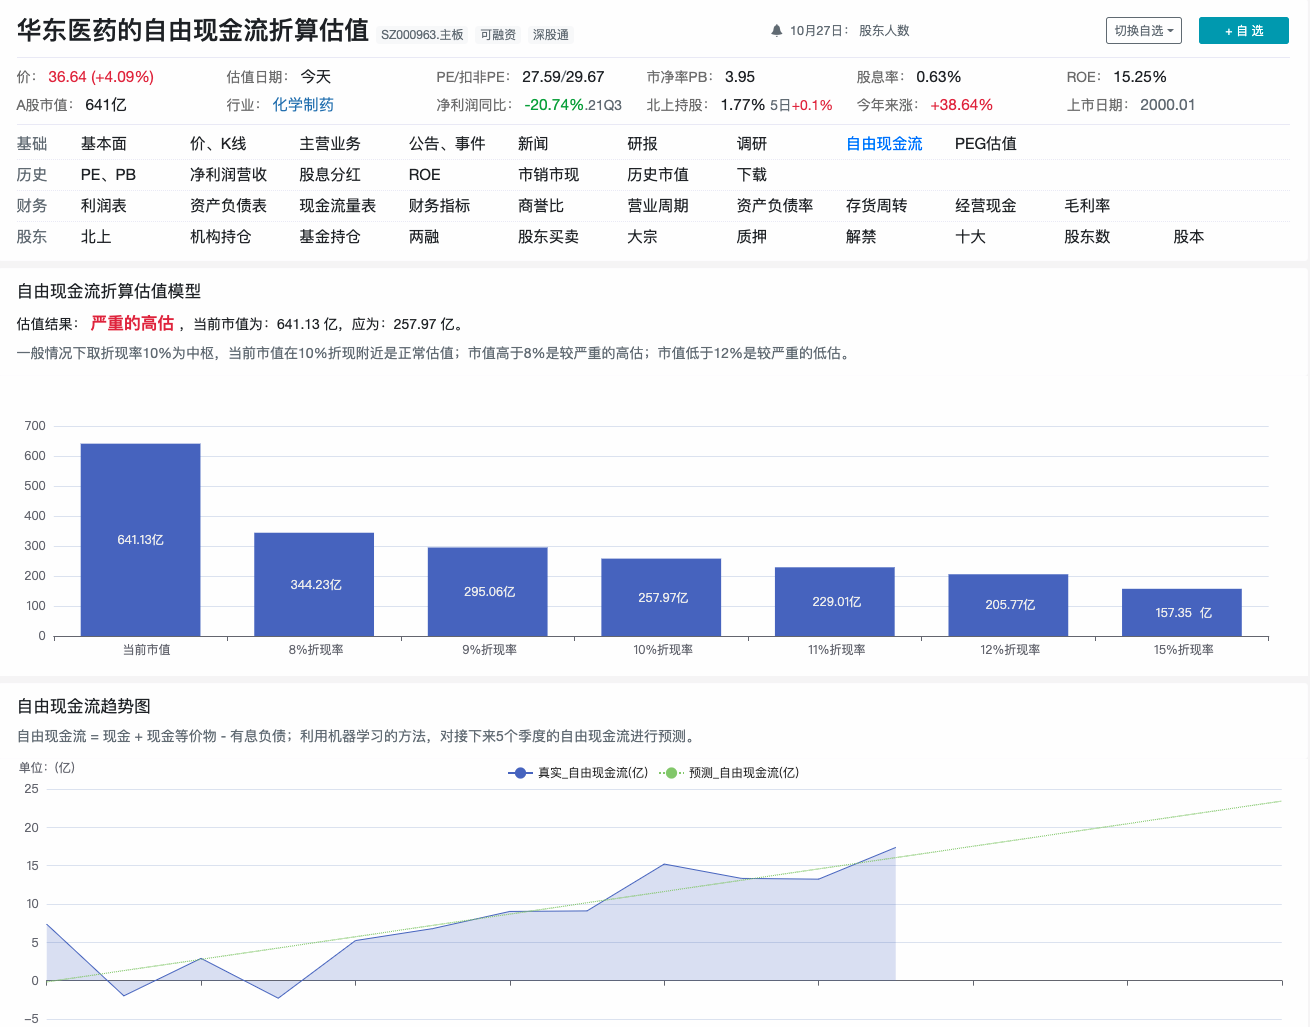 华东医药的自由现金流折算估值 SZ000963.主板 可融资 深股通 10月27日： 股东人数 切换自选 + 自 选
价： 36.64 (+4.09%) 估值日期： 今天 PE/扣非PE： 27.59/29.67 市净率PB： 3.95 股息率： 0.63% ROE： 15.25%
A股市值： 641亿 行业： 化学制药 净利润同比： -20.74%.21Q3 北上持股： 1.77% 5日+0.1% 今年来涨： +38.64% 上市日期： 2000.01
基础 基本面 价、K线 主营业务 公告、事件 新闻 研报 调研 自由现金流 PEG估值
历史 PE、PB 净利润营收 股息分红 ROE 市销市现 历史市值 下载
财务 利润表 资产负债表 现金流量表 财务指标 商誉比 营业周期 资产负债率 存货周转 经营现金 毛利率
股东 北上 机构持仓 基金持仓 两融 股东买卖 大宗 质押 解禁 十大 股东数 股本
自由现金流折算估值模型
估值结果： 严重的高估 ，当前市值为：641.13 亿，应为：257.97 亿。
一般情况下取折现率10%为中枢，当前市值在10%折现附近是正常估值；市值高于8%是较严重的高估；市值低于12%是较严重的低估。
700
600
500
400
300
200
100
0
641.13亿 344.23亿 295.06亿 257.97亿 229.01亿 205.77亿 157.35 亿
当前市值 8%折现率 9%折现率 10%折现率 11%折现率 12%折现率 15%折现率
自由现金流趋势图
自由现金流 = 现金 + 现金等价物 - 有息负债；利用机器学习的方法，对接下来5个季度的自由现金流进行预测。
单位：(亿) 真实_自由现金流(亿) 预测_自由现金流(亿)
25
20
15
10
5
0
-5